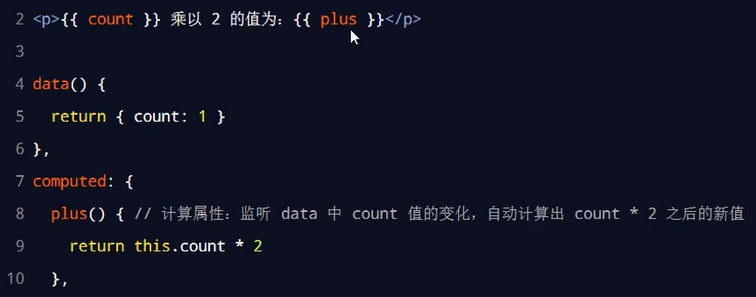 2 <p>{{ count }} 乘以 2 的值为：{{ plus }}</p>
3
4 data() {
5   return { count: 1 }
6 },
7 computed: {
8   plus() { // 计算属性：监听 data 中 count 值的变化，自动计算出 count * 2 之后的新值
9     return this.count * 2
10   },